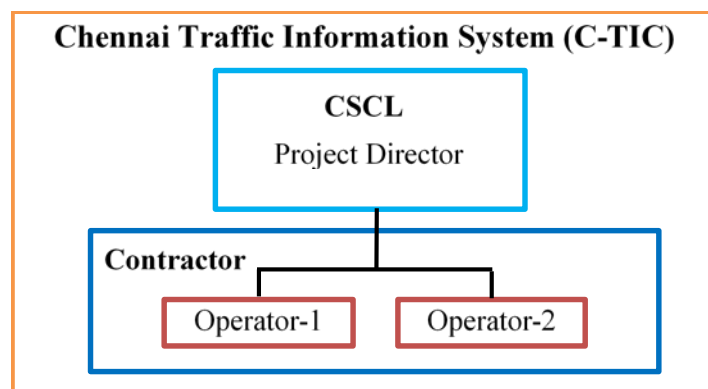 Chennai Traffic Information System (C-TIC)
CSCL
Project Director
Contractor
Operator-1
Operator-2